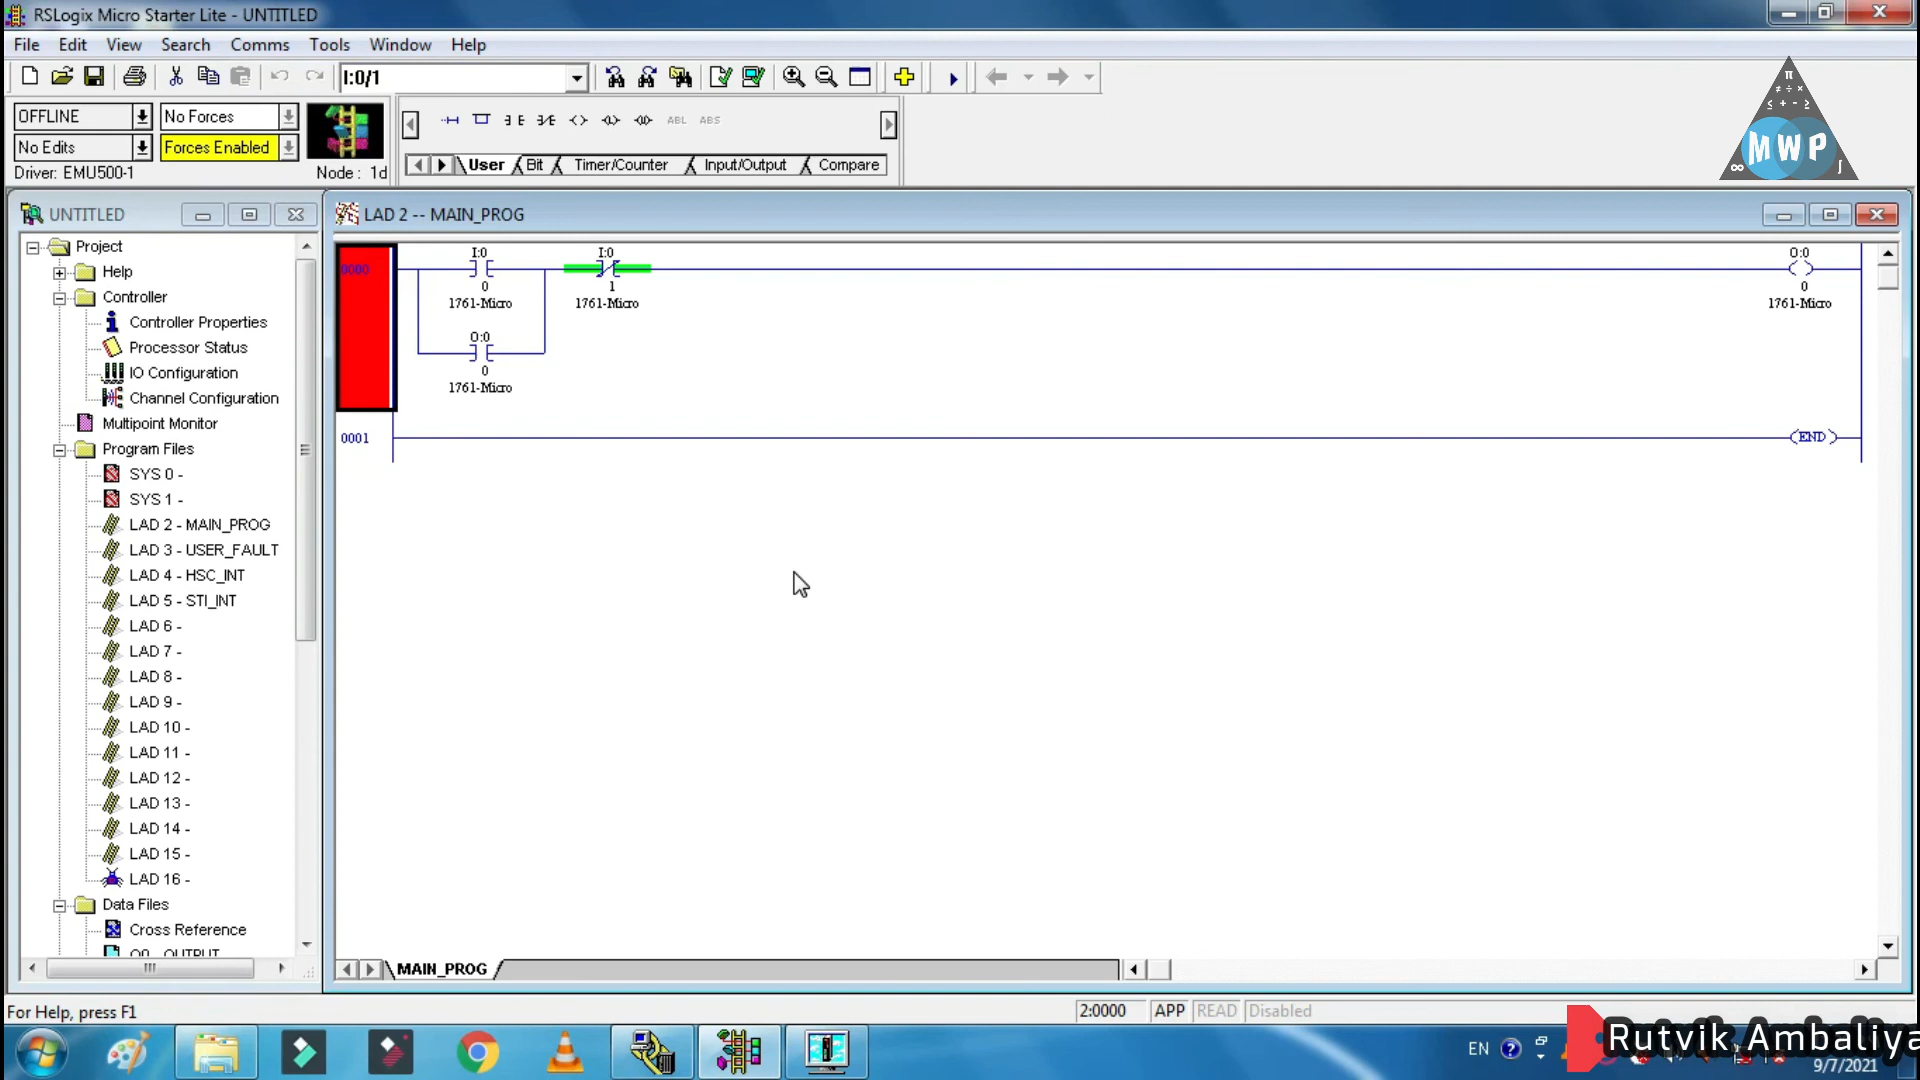 RSLogix Micro Starter Lite - UNTITLED
File Edit View Search Comms Tools Window Help
I:0/1
OFFLINE No Forces
No Edits Forces Enabled
ABL ABS
Driver: EMU500-1 Node : 1d
User Bit Timer/Counter Input/Output Compare
π
≠ ÷ ×
≤ + - ≥
MWP
∞ ∫
UNTITLED
Project
Help
Controller
Controller Properties
Processor Status
IO Configuration
Channel Configuration
Multipoint Monitor
Program Files
SYS 0 -
SYS 1 -
LAD 2 - MAIN_PROG
LAD 3 - USER_FAULT
LAD 4 - HSC_INT
LAD 5 - STI_INT
LAD 6 -
LAD 7 -
LAD 8 -
LAD 9 -
LAD 10 -
LAD 11 -
LAD 12 -
LAD 13 -
LAD 14 -
LAD 15 -
LAD 16 -
Data Files
Cross Reference
O0 - OUTPUT
LAD 2 -- MAIN_PROG
0000
I:0 I:0 O:0
0 1 0
1761-Micro 1761-Micro 1761-Micro
O:0
0
1761-Micro
0001 END
MAIN_PROG
For Help, press F1
2:0000 APP READ Disabled
EN
Rutvik Ambaliya
9/7/2021